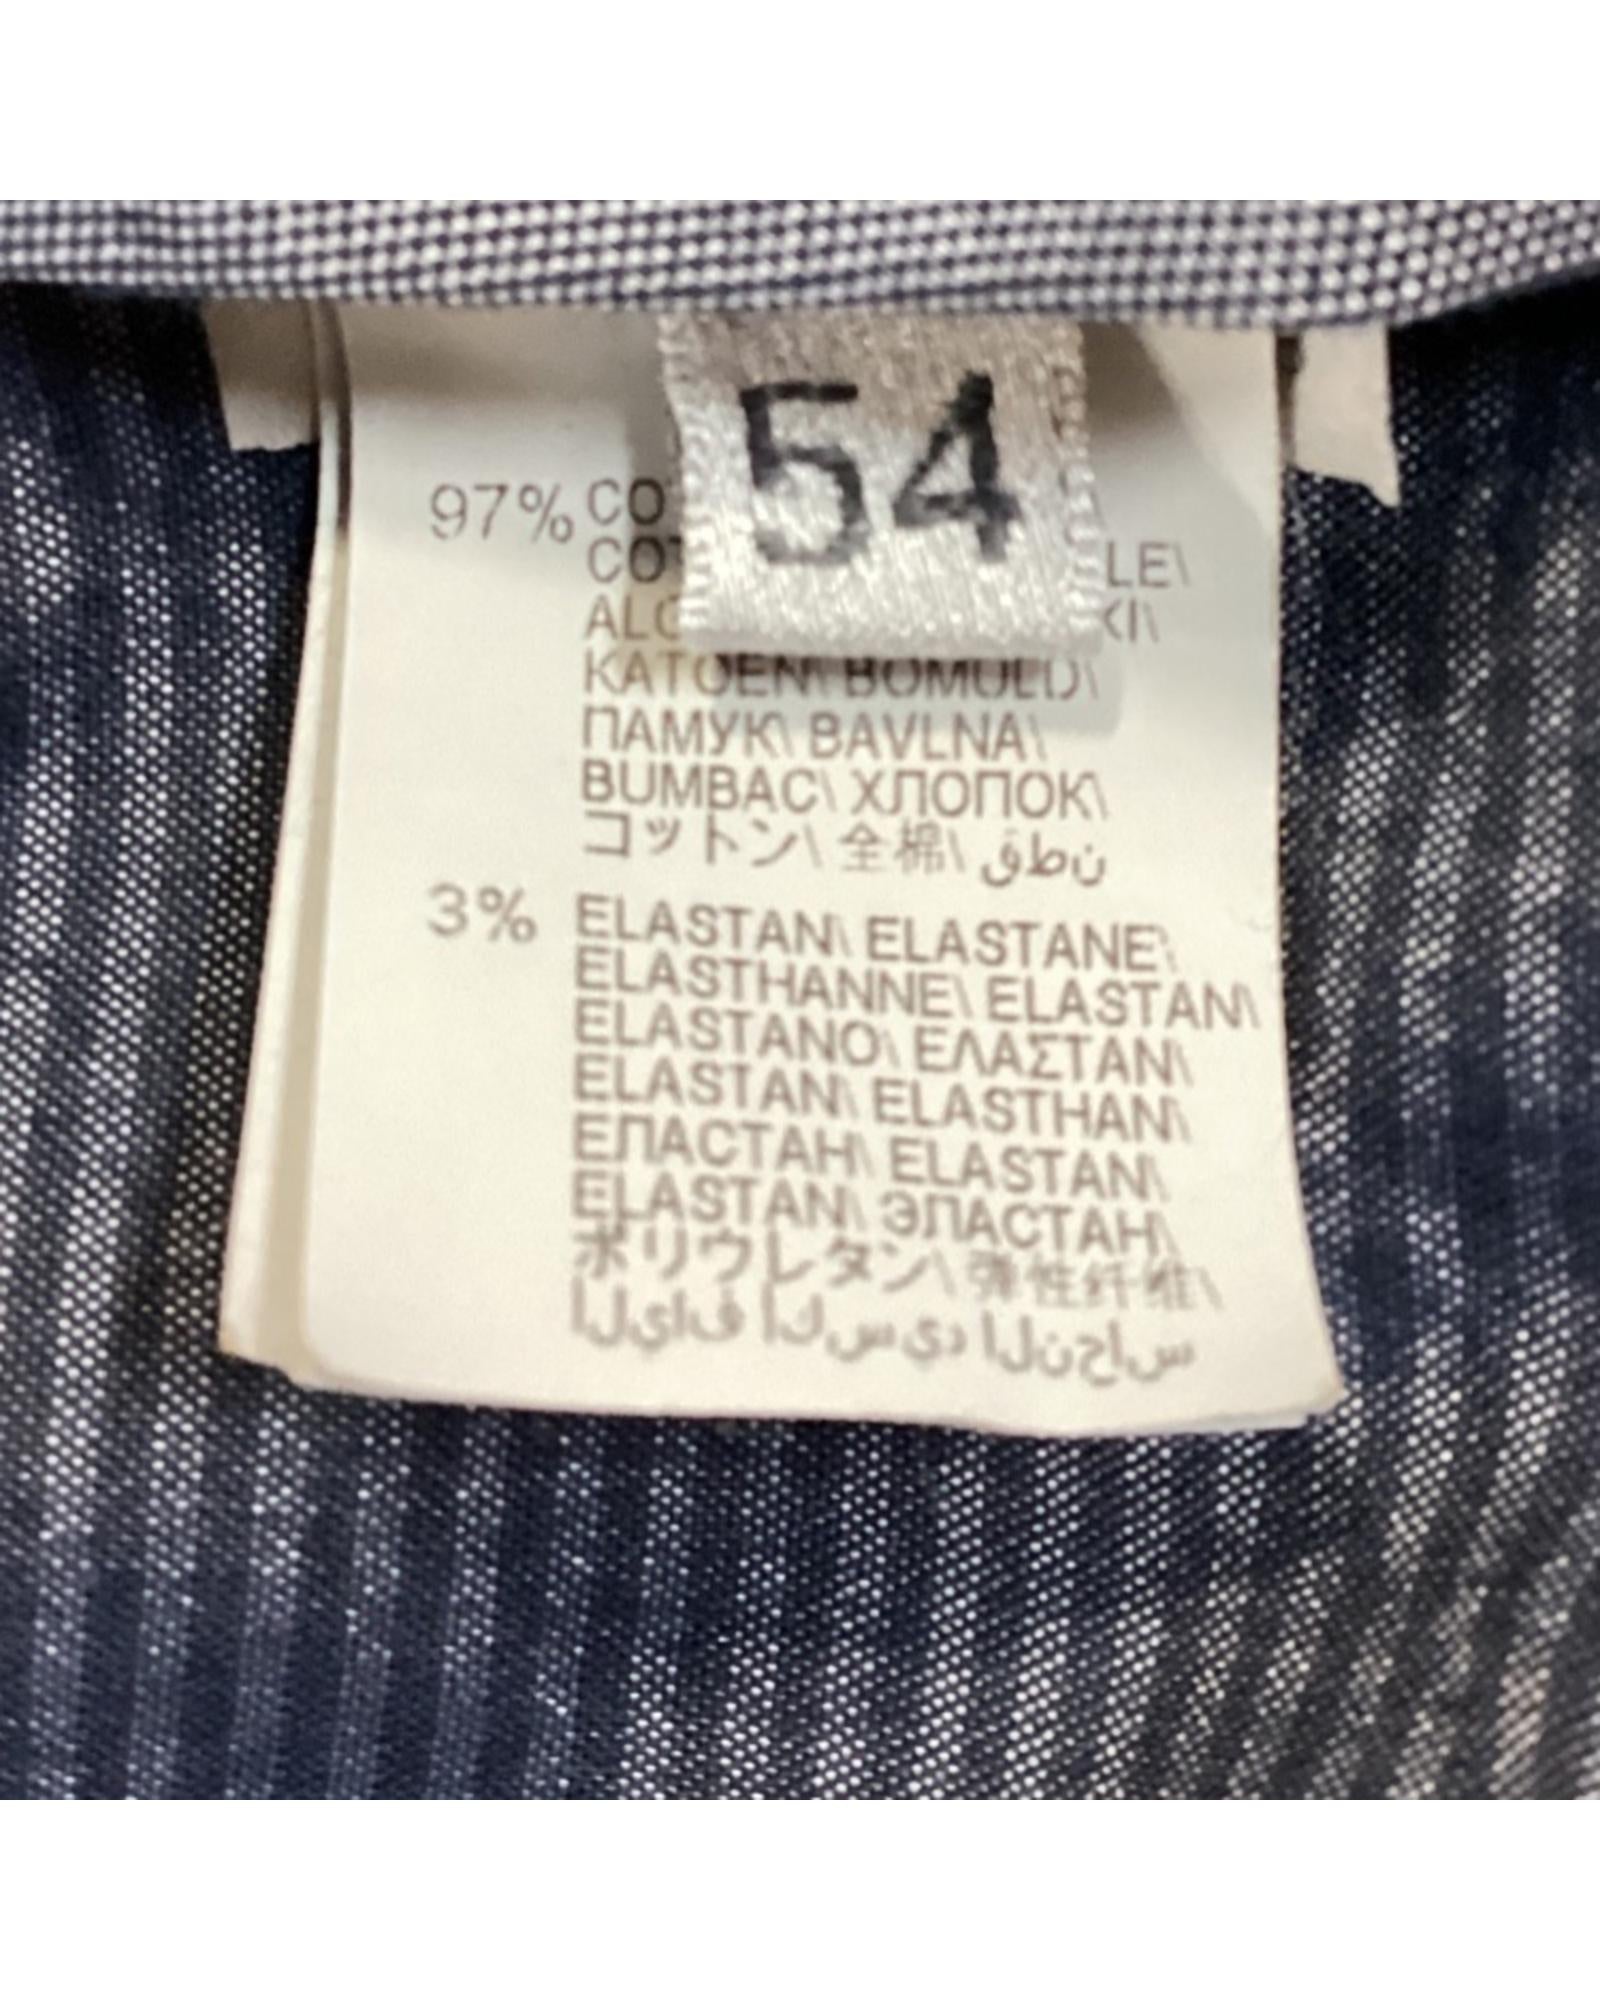 54
97% CO
COT LE\
ALG KI\
KATOEN\ BOMULD\
ПАМУК\ BAVLNA\
BUMBAC\ ХЛОПОК\
コットン\ 全棉\ قطن
3% ELASTAN\ ELASTANE\
ELASTHANNE\ ELASTAN\
ELASTANO\ ΕΛΑΣΤΑΝ\
ELASTAN\ ELASTHAN\
ЕЛАСТАН\ ELASTAN\
ELASTAN\ ЭЛАСТАН\
ポリウレタン\ 弹性纤维\